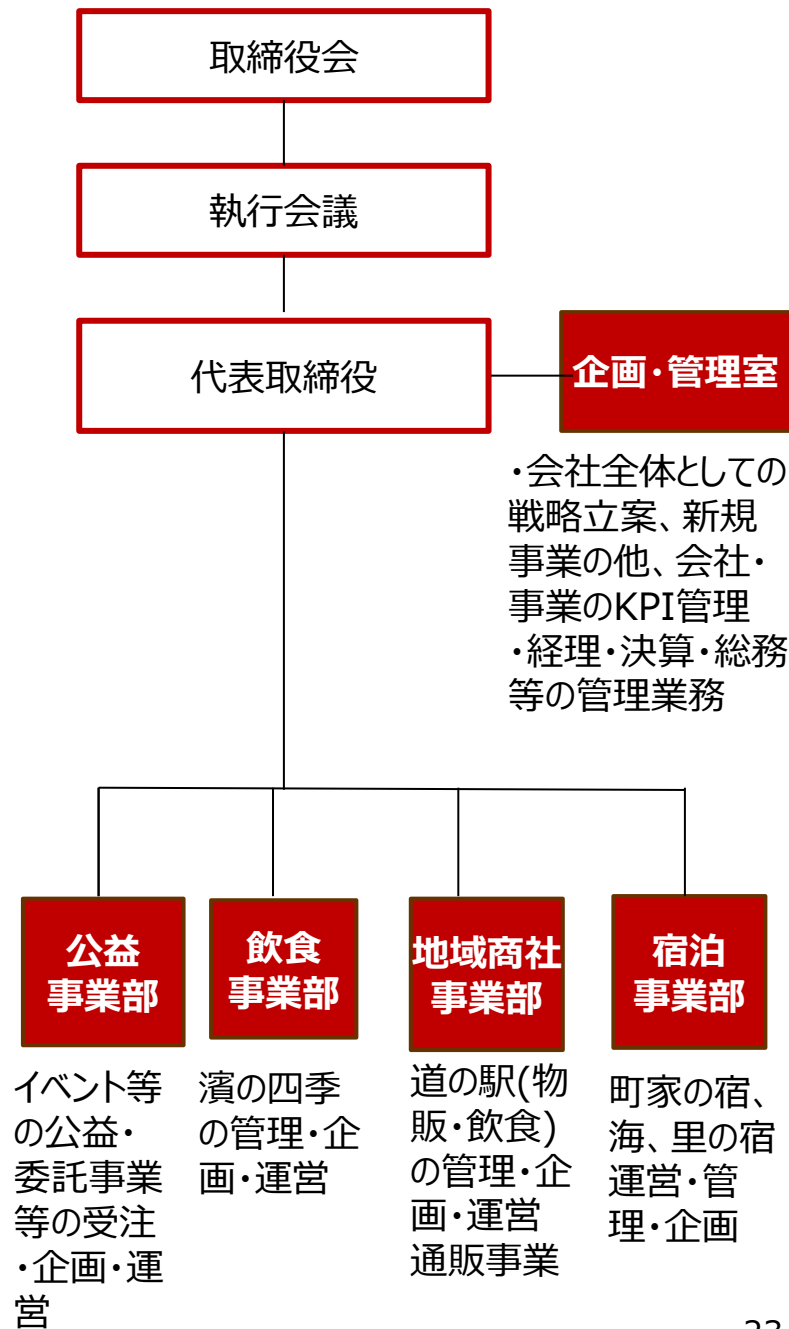 取締役会
執行会議
代表取締役
企画・管理室
・会社全体としての
戦略立案、新規
事業の他、会社・
事業のKPI管理
・経理・決算・総務
等の管理業務
公益
事業部
イベント等
の公益・
委託事業
等の受注
・企画・運
営
飲食
事業部
濱の四季
の管理・企
画・運営
地域商社
事業部
道の駅(物
販・飲食)
の管理・企
画・運営
通販事業
宿泊
事業部
町家の宿、
海、里の宿
運営・管
理・企画